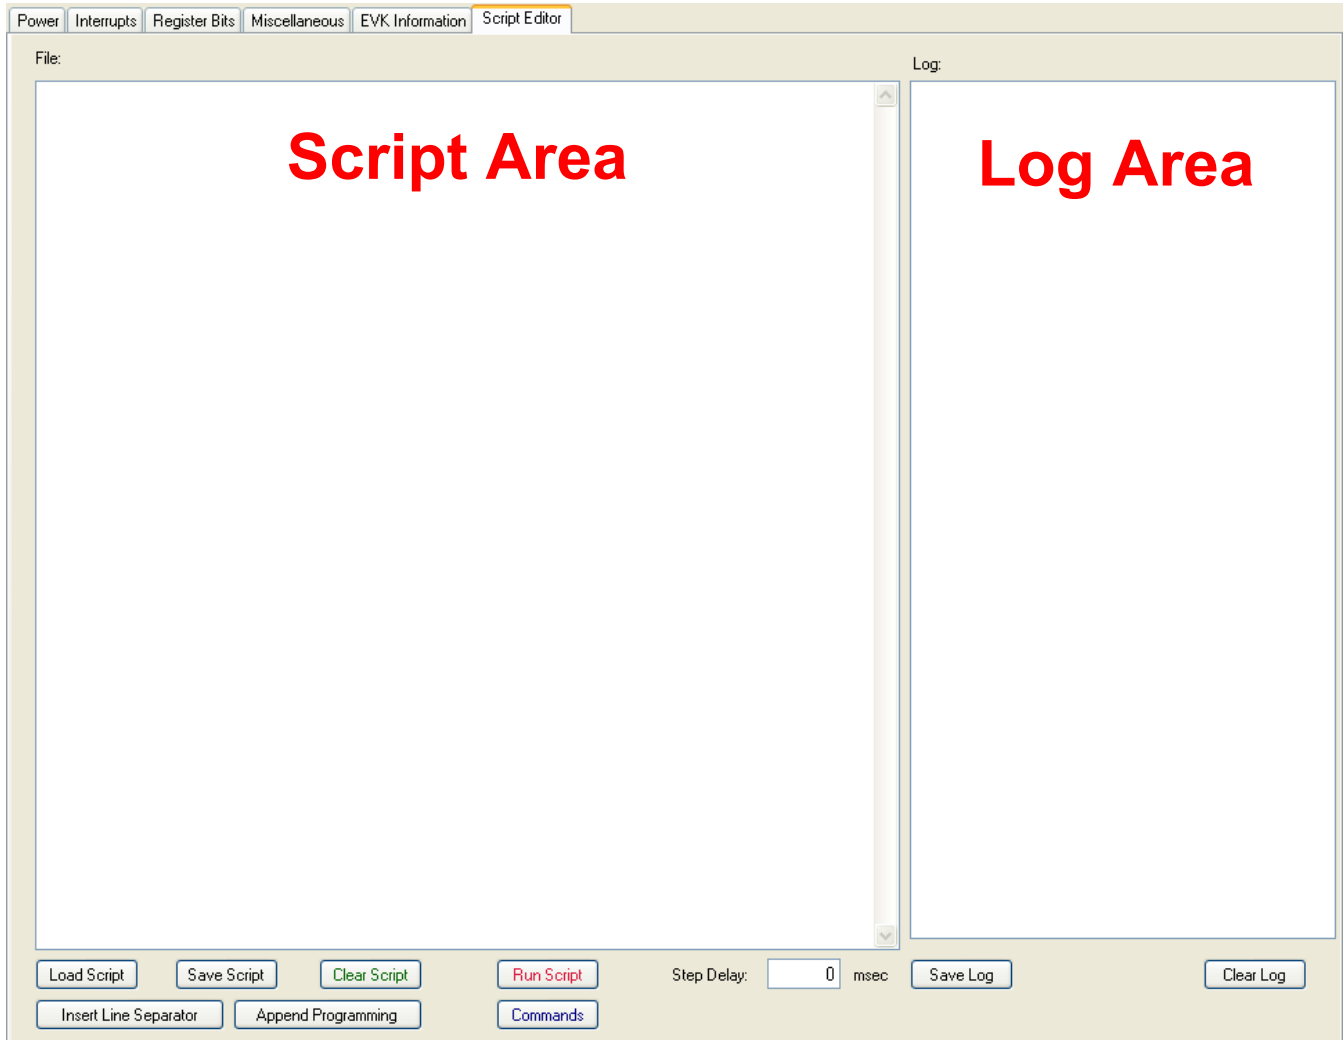 Power Interrupts Register Bits Miscellaneous EVK Information Script Editor
File:
Log:
Script Area
Log Area
Load Script Save Script Clear Script Run Script Step Delay: 0 msec Save Log Clear Log
Insert Line Separator Append Programming Commands